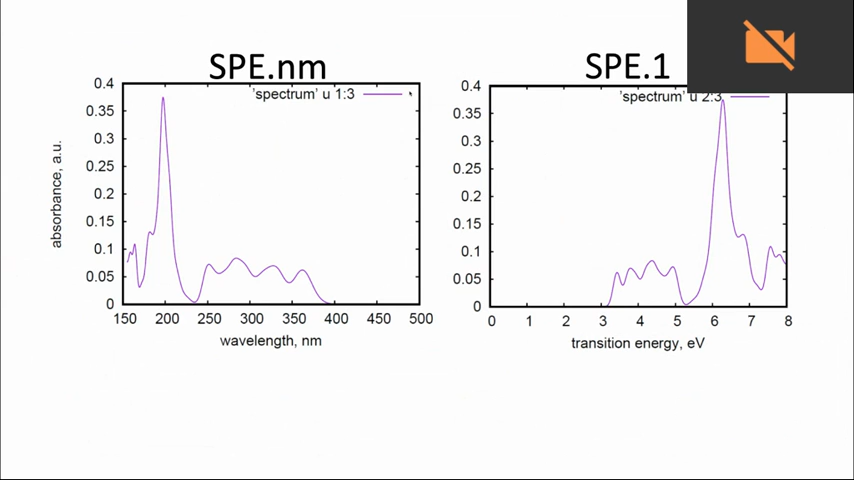 SPE.nm
'spectrum' u 1:3
0.4
0.35
0.3
0.25
0.2
0.15
0.1
0.05
0
absorbance, a.u.
150 200 250 300 350 400 450 500
wavelength, nm
SPE.1
'spectrum' u 2:3
0.4
0.35
0.3
0.25
0.2
0.15
0.1
0.05
0
0 1 2 3 4 5 6 7 8
transition energy, eV